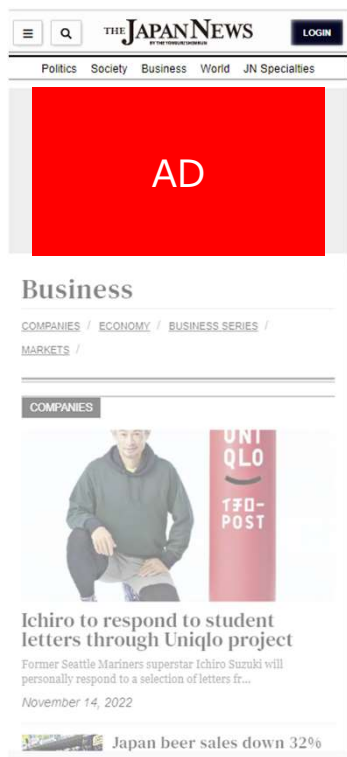 THE JAPAN NEWS
BY THE YOMIURI SHIMBUN
LOGIN
Politics Society Business World JN Specialties
AD
Business
COMPANIES / ECONOMY / BUSINESS SERIES /
MARKETS /
COMPANIES
UNI
QLO
イチロ-
POST
Ichiro to respond to student
letters through Uniqlo project
Former Seattle Mariners superstar Ichiro Suzuki will
personally respond to a selection of letters fr...
November 14, 2022
Japan beer sales down 32%